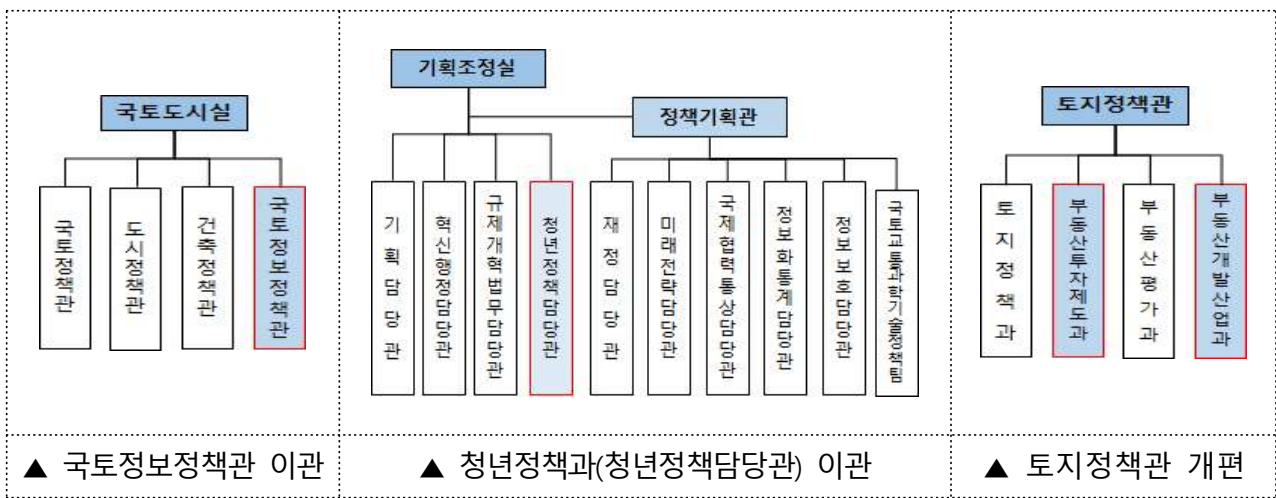 국토도시실
국토정책관
도시정책관
건축정책관
국토정보정책관
▲ 국토정보정책관 이관
기획조정실
정책기획관
기획담당관
혁신행정담당관
규제개혁법무담당관
청년정책담당관
재정담당관
미래전략담당관
국제협력통상담당관
정보화통계담당관
정보보호담당관
국토교통과학기술정책팀
▲ 청년정책과(청년정책담당관) 이관
토지정책관
토지정책과
부동산투자제도과
부동산평가과
부동산개발산업과
▲ 토지정책관 개편